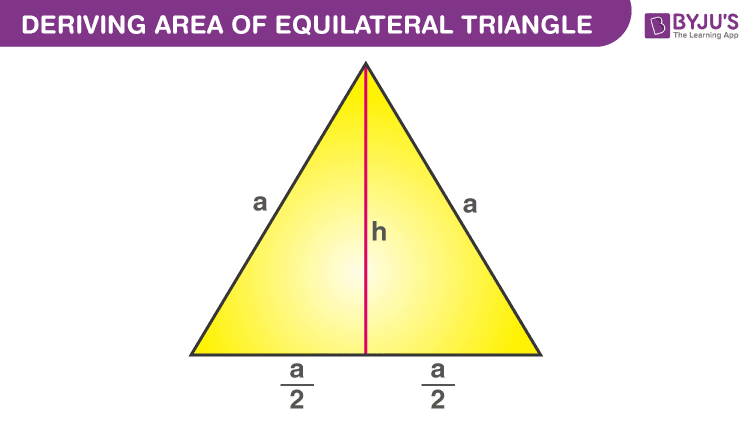 DERIVING AREA OF EQUILATERAL TRIANGLE
B BYJU'S
The Learning App
a
a
h
a
2
a
2